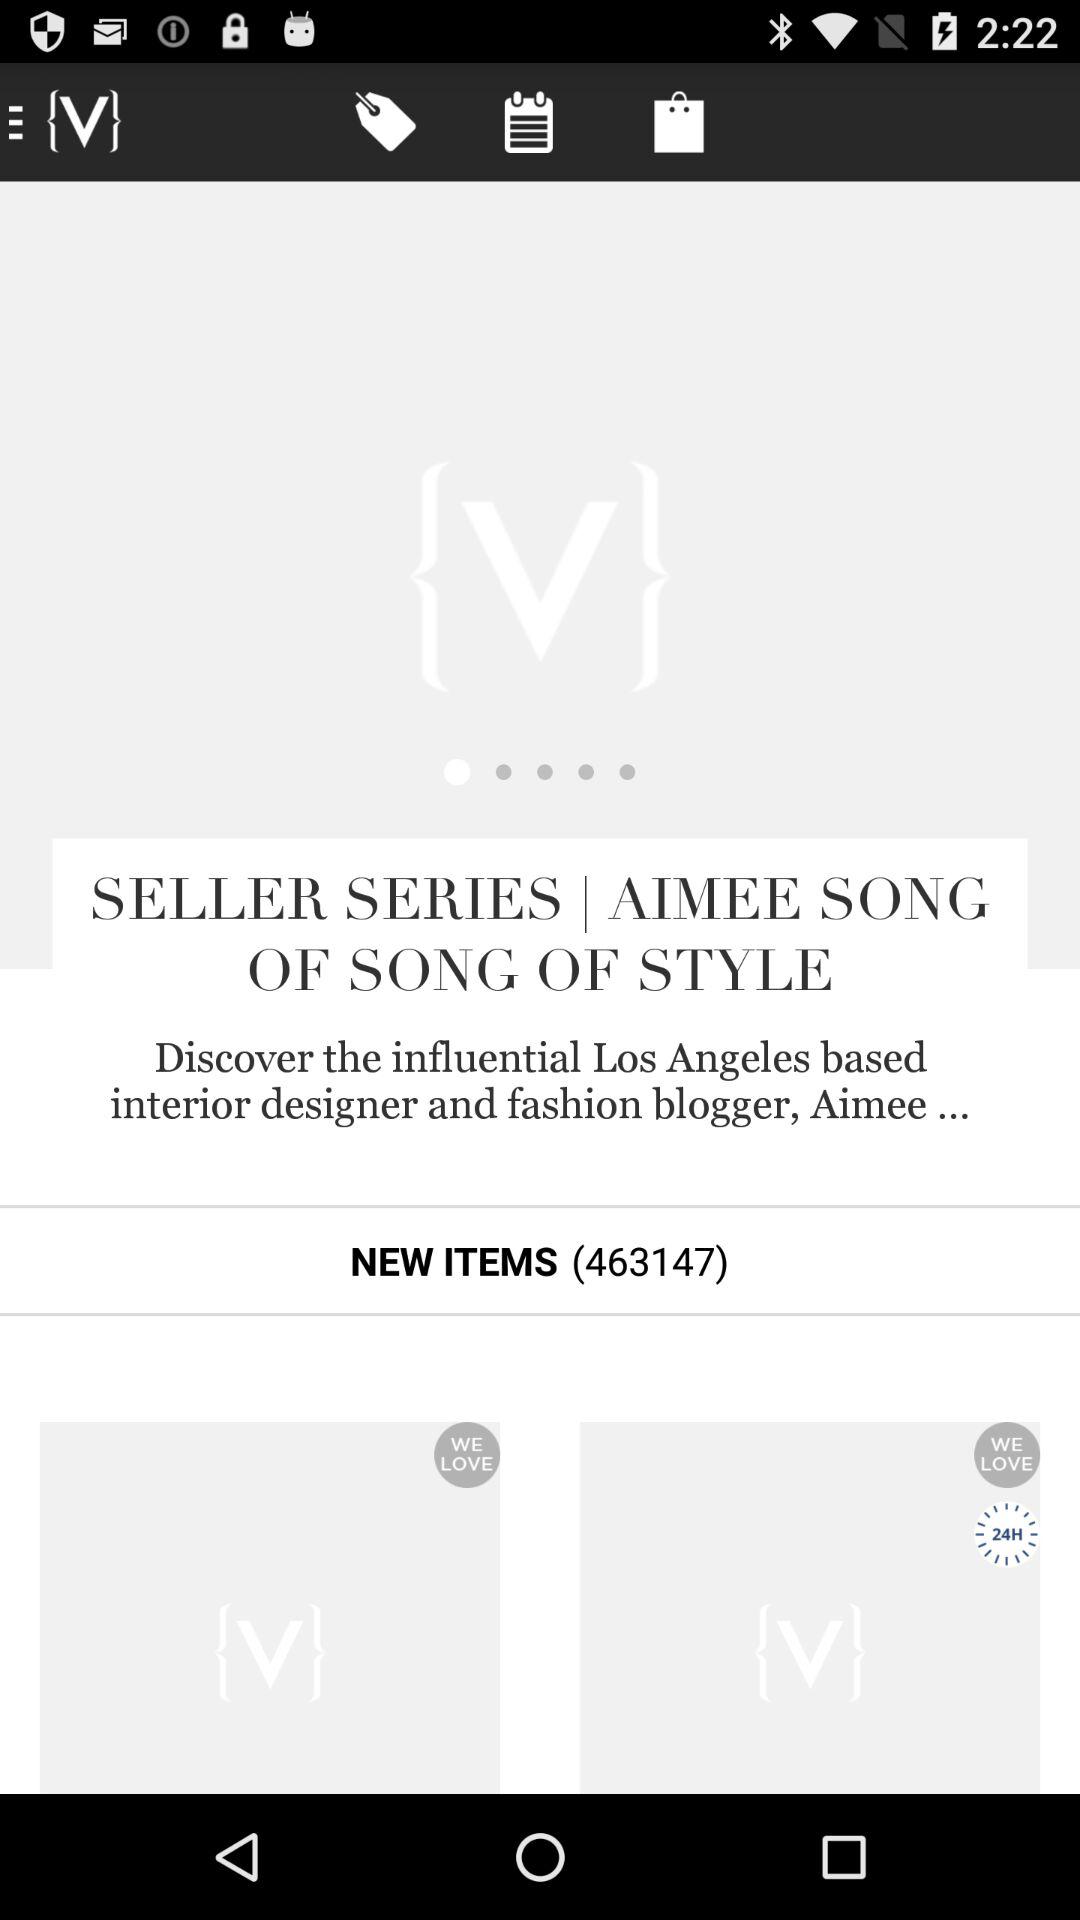 2:22
{V}
{V}
SELLER SERIES | AIMEE SONG
OF SONG OF STYLE
Discover the influential Los Angeles based
interior designer and fashion blogger, Aimee ...
NEW ITEMS (463147)
WE
LOVE
{V}
WE
LOVE
24H
{V}